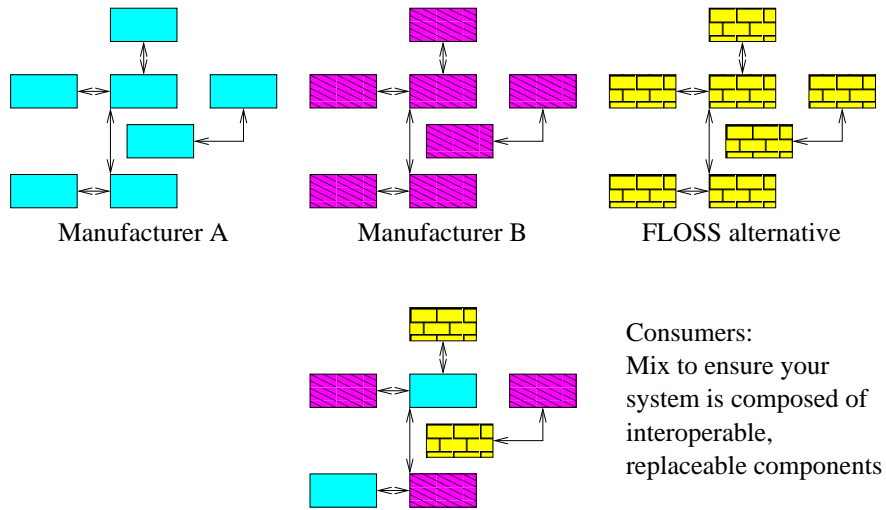 Manufacturer A
Manufacturer B
FLOSS alternative
Consumers:
Mix to ensure your
system is composed of
interoperable,
replaceable components